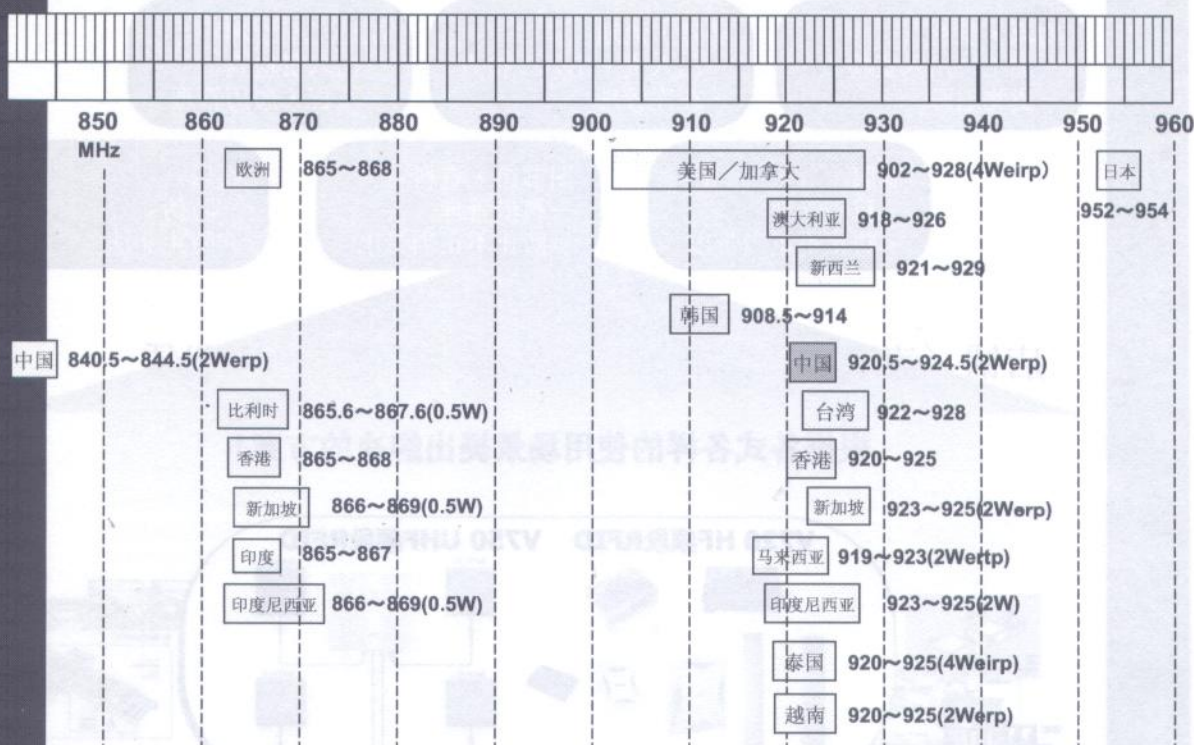 850 860 870 880 890 900 910 920 930 940 950 960
MHz
欧洲 865～868 美国／加拿大 902～928(4Weirp) 日本
952～954
澳大利亚 918～926
新西兰 921～929
韩国 908.5～914
中国 840.5～844.5(2Werp) 中国 920.5～924.5(2Werp)
比利时 865.6～867.6(0.5W) 台湾 922～928
香港 865～868 香港 920～925
新加坡 866～869(0.5W) 新加坡 923～925(2Werp)
印度 865～867 马来西亚 919～923(2Wertp)
印度尼西亚 866～869(0.5W) 印度尼西亚 923～925(2W)
泰国 920～925(4Weirp)
越南 920～925(2Werp)